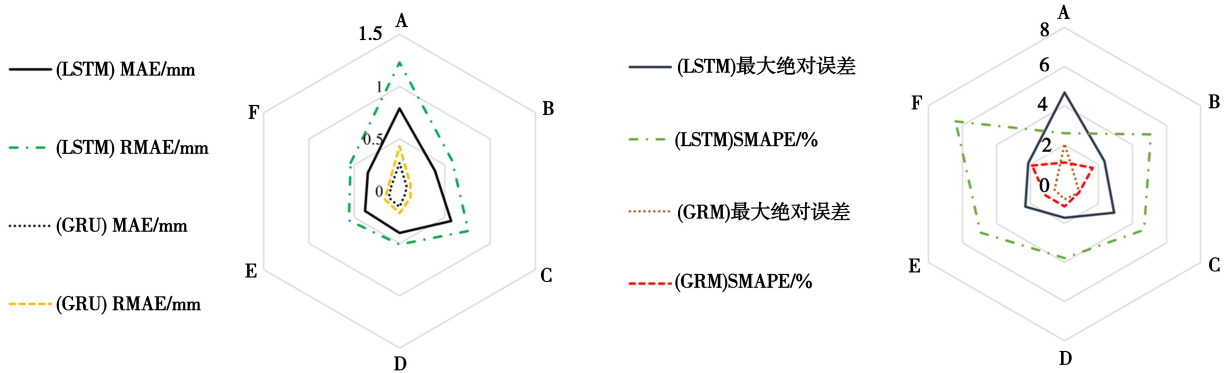 (LSTM) MAE/mm
(LSTM) RMAE/mm
(GRU) MAE/mm
(GRU) RMAE/mm
A
1.5
B
1
F
0.5
0
E
C
D
(LSTM)最大绝对误差
(LSTM)SMAPE/%
(GRM)最大绝对误差
(GRM)SMAPE/%
A
8
6
B
F
4
2
0
E
C
D